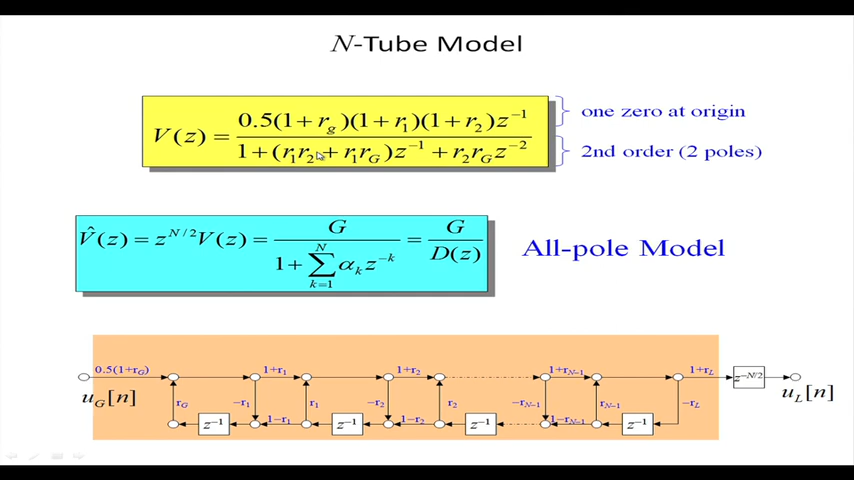 N-Tube Model
V(z) = 0.5(1 + r_g)(1 + r_1)(1 + r_2)z^{-1} / 1 + (r_1r_2 + r_1r_G)z^{-1} + r_2r_Gz^{-2}
one zero at origin
2nd order (2 poles)
V̂(z) = z^{N/2}V(z) = G / 1 + ∑_{k=1}^{N} α_k z^{-k} = G / D(z)
All-pole Model
0.5(1+r_G) 1+r_1 1+r_2 1+r_{N-1} 1+r_L
u_G[n] r_G -r_1 r_1 -r_2 r_2 -r_{N-1} r_{N-1} -r_L z^{-N/2} u_L[n]
z^{-1} 1-r_1 z^{-1} 1-r_2 z^{-1} 1-r_{N-1} z^{-1}